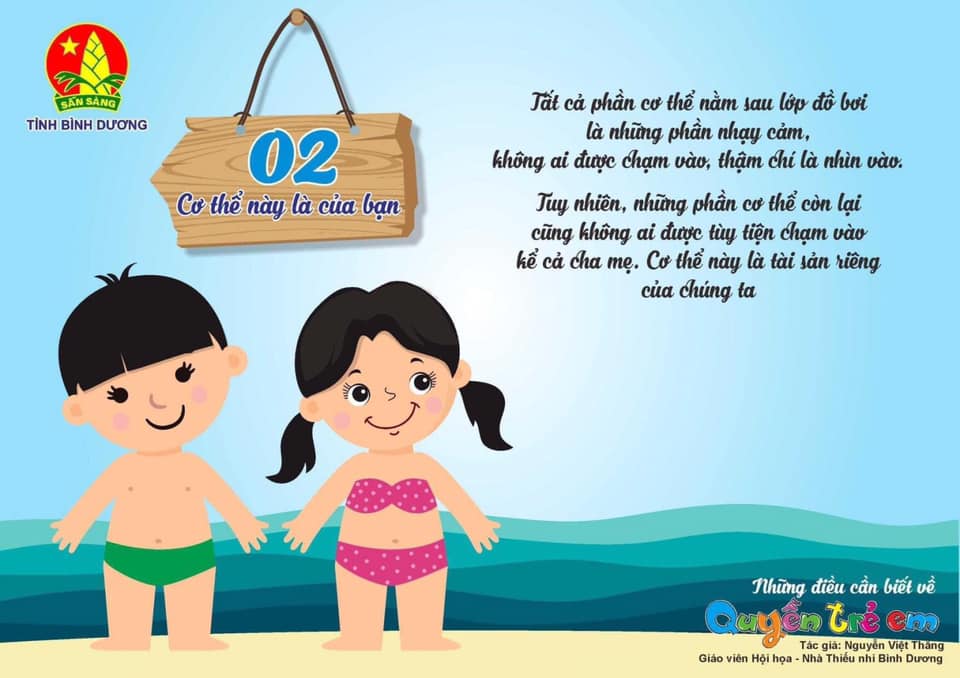 SẴN SÀNG
TỈNH BÌNH DƯƠNG
02
Cơ thể này là của bạn
Tất cả phần cơ thể nằm sau lớp đồ bơi
là những phần nhạy cảm,
không ai được chạm vào, thậm chí là nhìn vào.
Tuy nhiên, những phần cơ thể còn lại
cũng không ai được tùy tiện chạm vào
kể cả cha mẹ. Cơ thể này là tài sản riêng
của chúng ta
Những điều cần biết về
Quyền trẻ em
Tác giả: Nguyễn Việt Thăng
Giáo viên Hội họa - Nhà Thiếu nhi Bình Dương